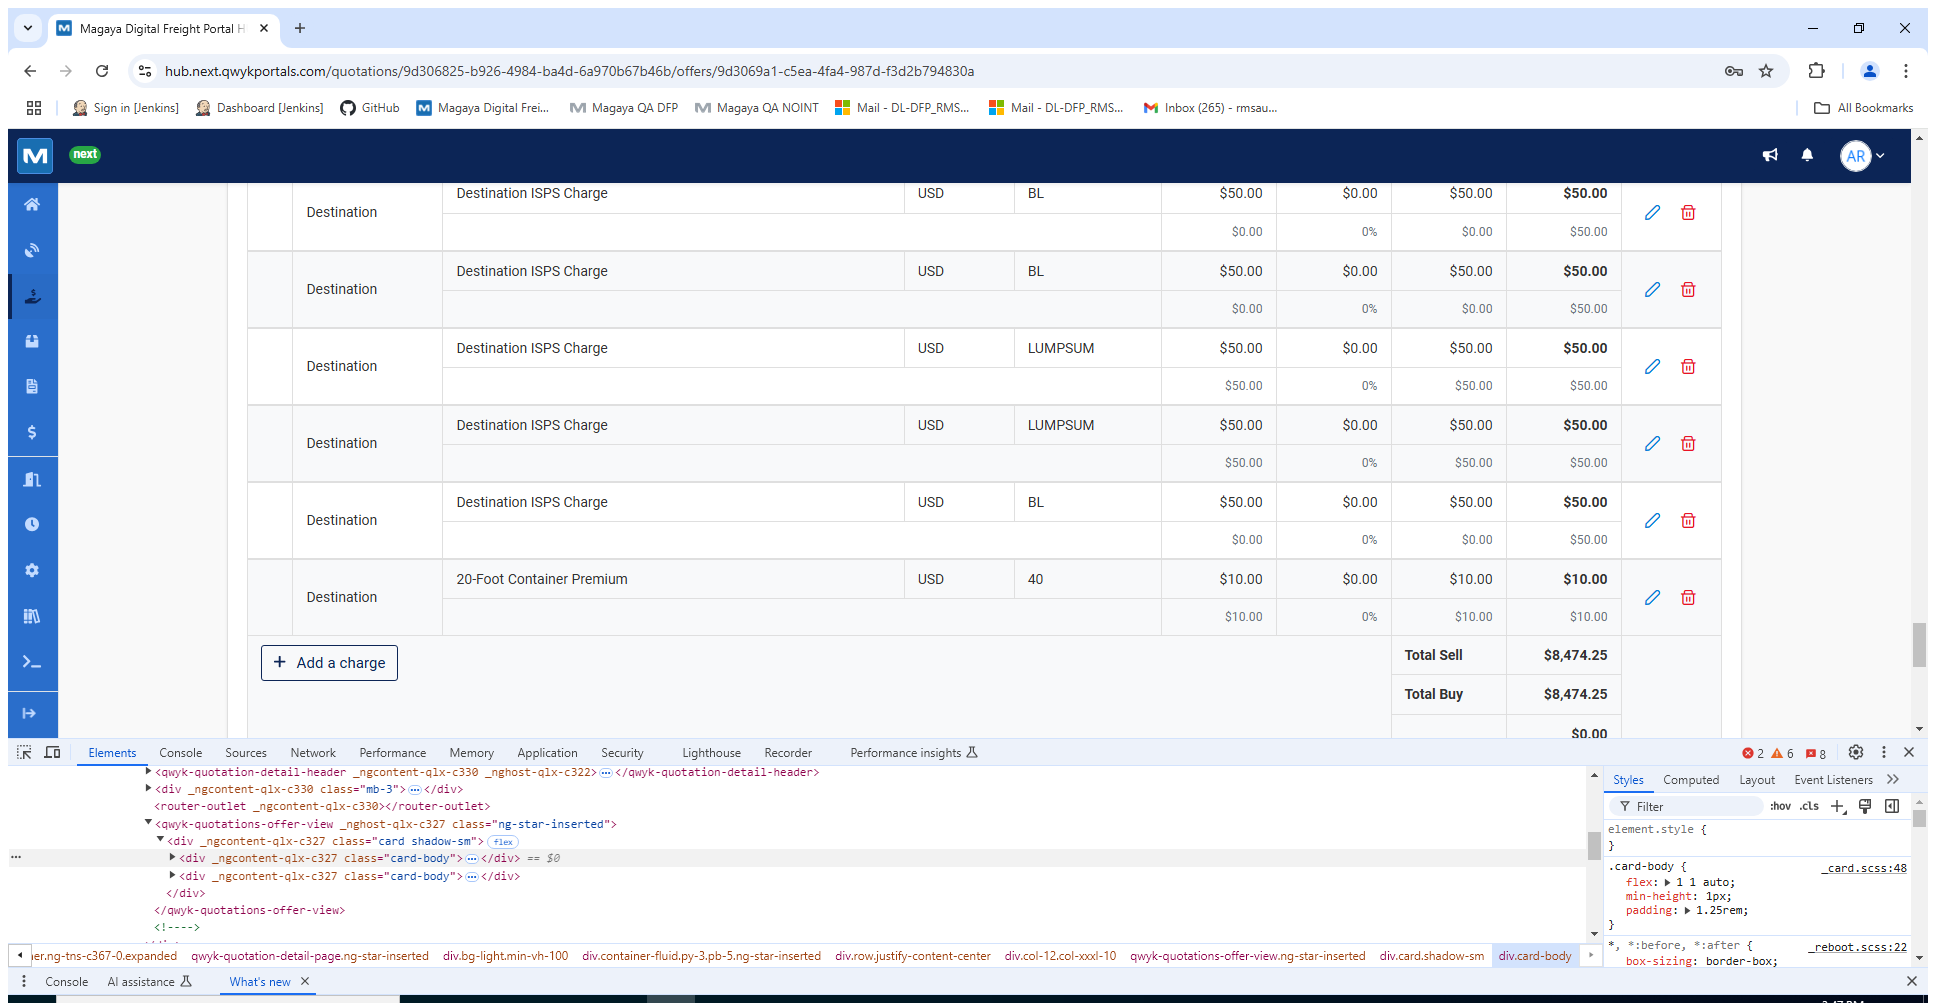 Magaya Digital Freight Portal H
hub.next.qwykportals.com/quotations/9d306825-b926-4984-ba4d-6a970b67b46b/offers/9d3069a1-c5ea-4fa4-987d-f3d2b794830a
Sign in [Jenkins] Dashboard [Jenkins] GitHub Magaya Digital Frei... Magaya QA DFP Magaya QA NOINT Mail - DL-DFP_RMS... Mail - DL-DFP_RMS... Inbox (265) - rmsau... All Bookmarks
next AR
Destination ISPS Charge USD BL $50.00 $0.00 $50.00 $50.00
Destination
$0.00 0% $0.00 $50.00
Destination ISPS Charge USD BL $50.00 $0.00 $50.00 $50.00
Destination
$0.00 0% $0.00 $50.00
Destination ISPS Charge USD LUMPSUM $50.00 $0.00 $50.00 $50.00
Destination
$50.00 0% $50.00 $50.00
Destination ISPS Charge USD LUMPSUM $50.00 $0.00 $50.00 $50.00
Destination
$50.00 0% $50.00 $50.00
Destination ISPS Charge USD BL $50.00 $0.00 $50.00 $50.00
Destination
$0.00 0% $0.00 $50.00
20-Foot Container Premium USD 40 $10.00 $0.00 $10.00 $10.00
Destination
$10.00 0% $10.00 $10.00
+ Add a charge
Total Sell $8,474.25
Total Buy $8,474.25
$0.00
Elements Console Sources Network Performance Memory Application Security Lighthouse Recorder Performance insights 2 6 8
<qwyk-quotation-detail-header _ngcontent-qlx-c330 _nghost-qlx-c322>…</qwyk-quotation-detail-header>
<div _ngcontent-qlx-c330 class="mb-3">…</div>
<router-outlet _ngcontent-qlx-c330></router-outlet>
<qwyk-quotations-offer-view _nghost-qlx-c327 class="ng-star-inserted">
<div _ngcontent-qlx-c327 class="card shadow-sm"> flex
<div _ngcontent-qlx-c327 class="card-body">…</div> == $0
<div _ngcontent-qlx-c327 class="card-body">…</div>
</div>
</qwyk-quotations-offer-view>
<!---->
Styles Computed Layout Event Listeners
Filter :hov .cls
element.style {
}
.card-body { _card.scss:48
flex: 1 1 auto;
min-height: 1px;
padding: 1.25rem;
}
*, *:before, *:after { _reboot.scss:22
box-sizing: border-box;
ner.ng-tns-c367-0.expanded qwyk-quotation-detail-page.ng-star-inserted div.bg-light.min-vh-100 div.container-fluid.py-3.pb-5.ng-star-inserted div.row.justify-content-center div.col-12.col-xxxl-10 qwyk-quotations-offer-view.ng-star-inserted div.card.shadow-sm div.card-body
Console AI assistance What's new